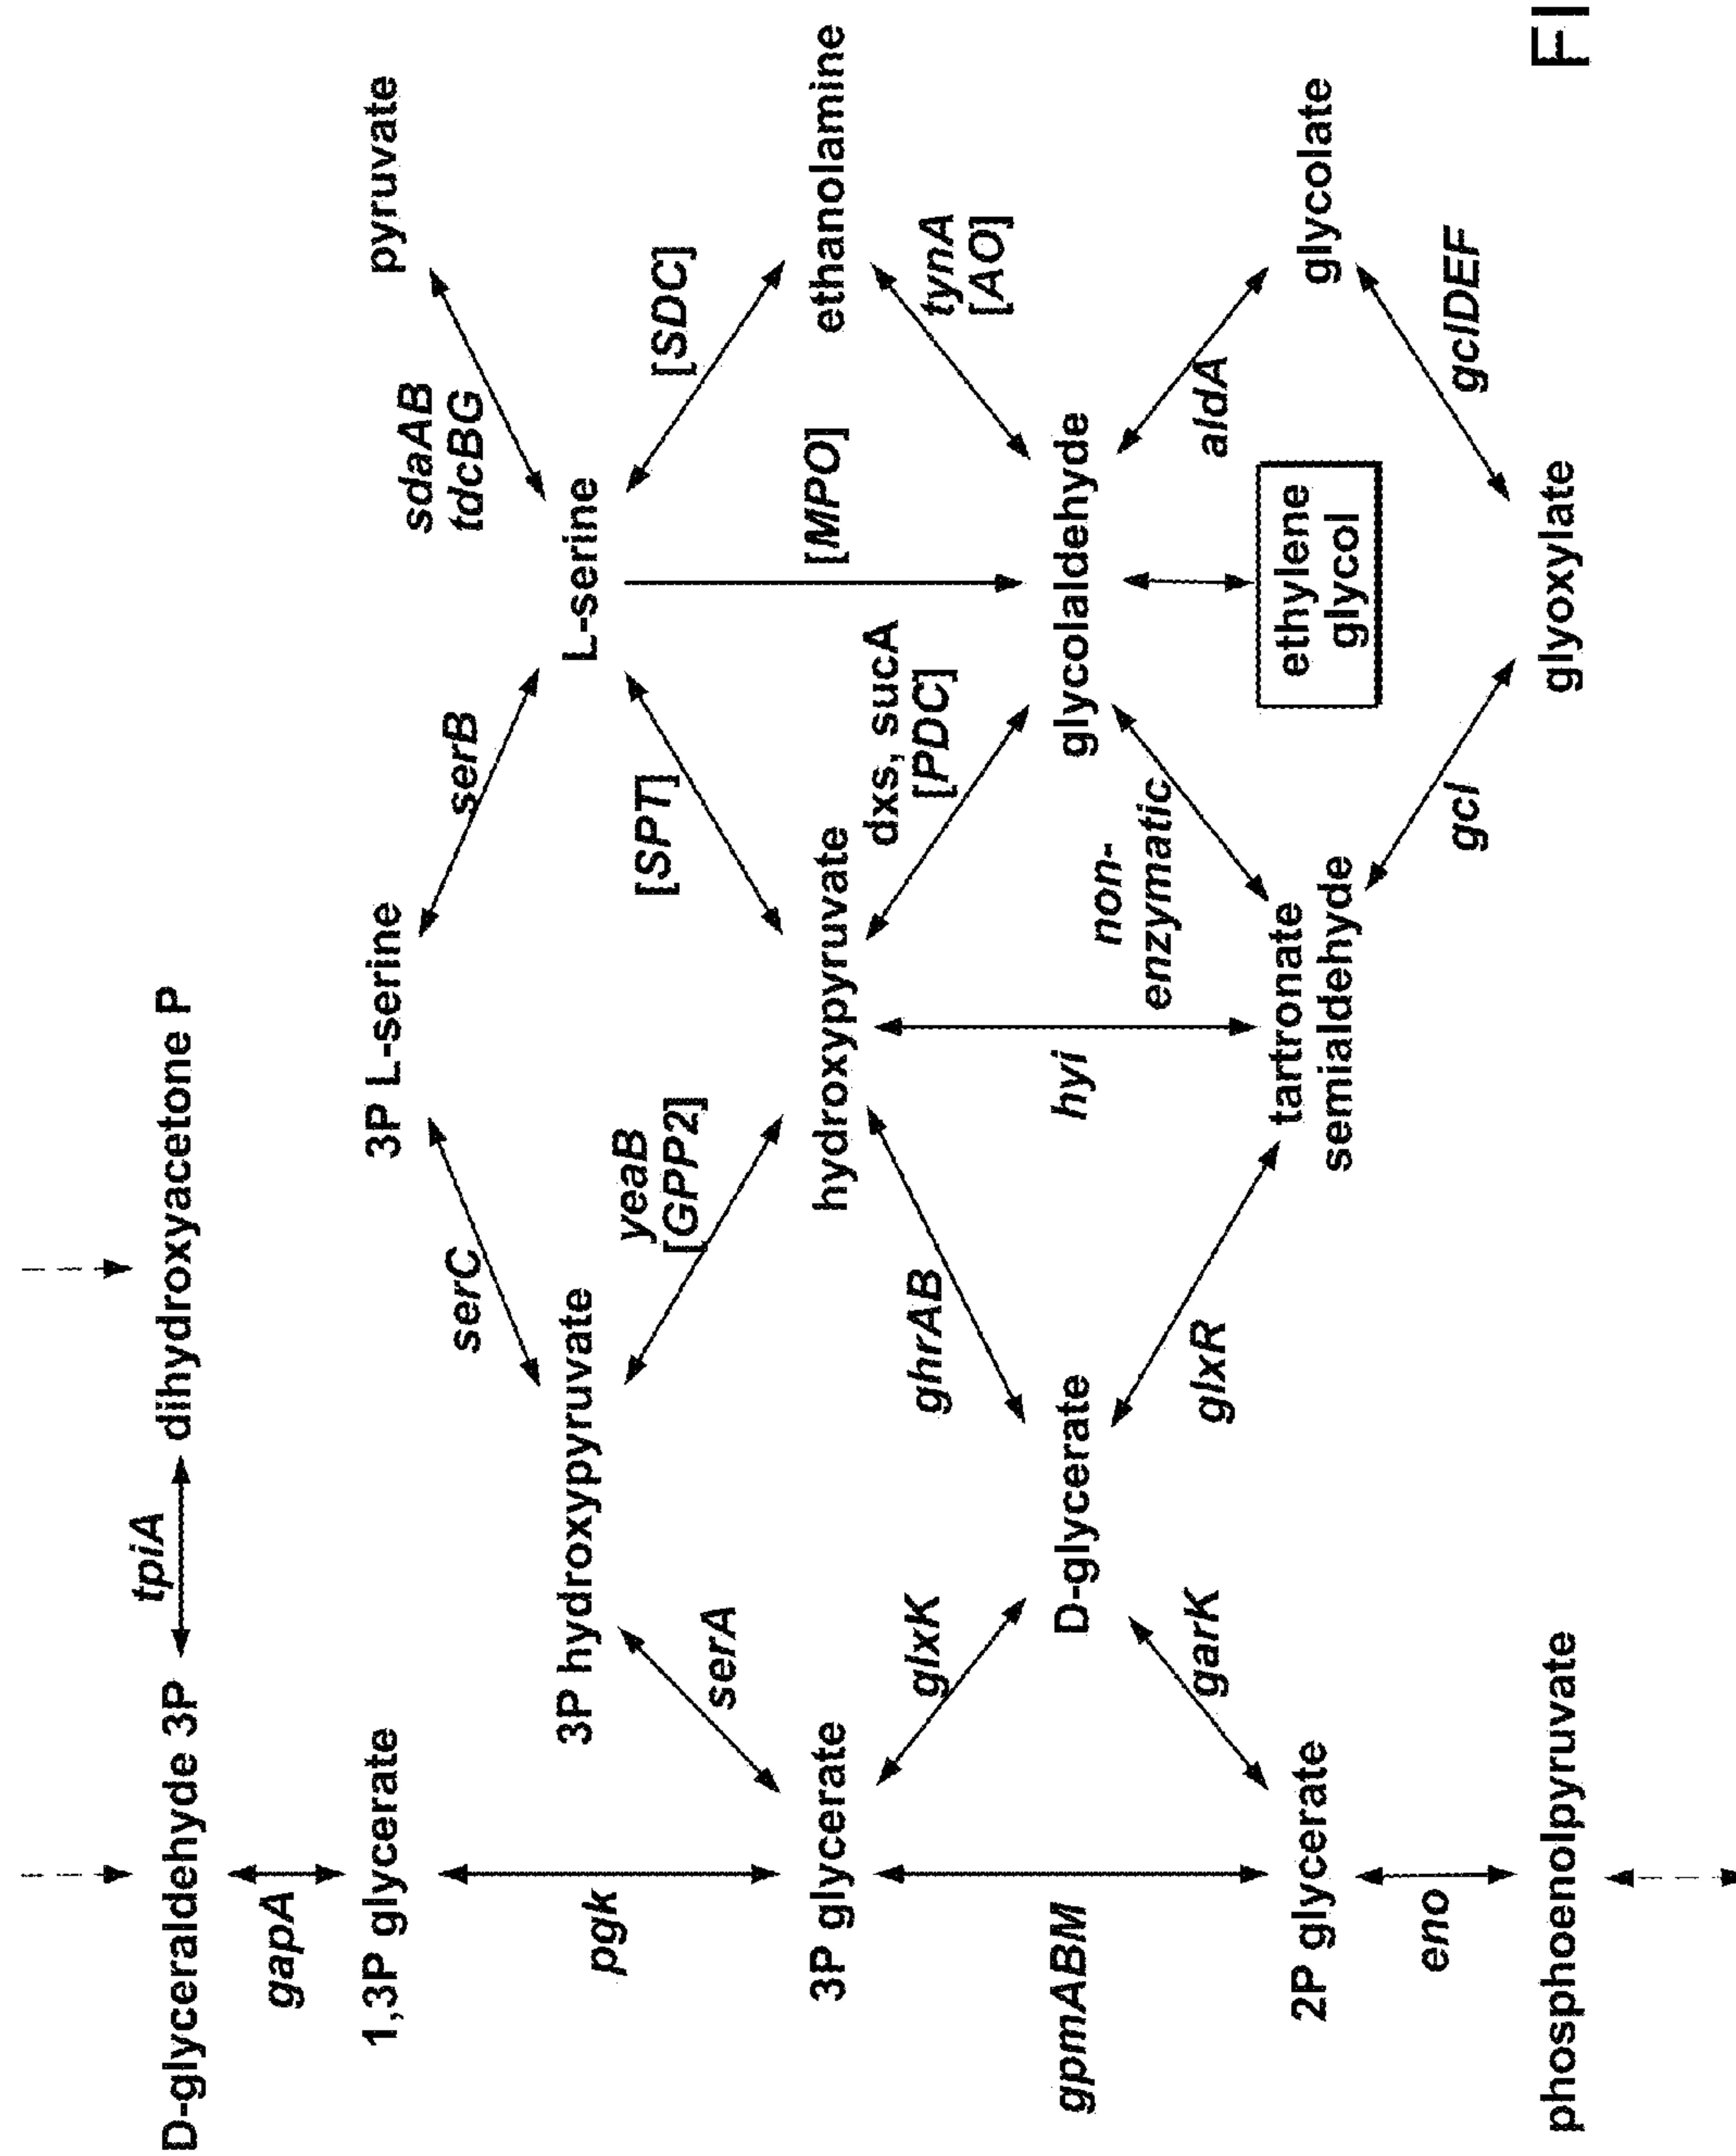 D-glyceraldehyde 3P
tpiA
dihydroxyacetone P
gapA
1,3P glycerate
3P L-serine
pyruvate
serC
serB
sdaAB
tdcBG
3P hydroxypyruvate
L-serine
pgk
serA
yeaB
[GPP2]
[SPT]
[SDC]
[MPO]
3P glycerate
hydroxypyruvate
ethanolamine
dxs, sucA
[PDC]
tynA
[AO]
glxK
ghrAB
D-glycerate
glycolaldehyde
gpmABM
hyi
non-
enzymatic
garK
glxR
aldA
2P glycerate
tartronate
semialdehyde
ethylene
glycol
glycolate
eno
gcl
gclDEF
phosphoenolpyruvate
glyoxylate
FI